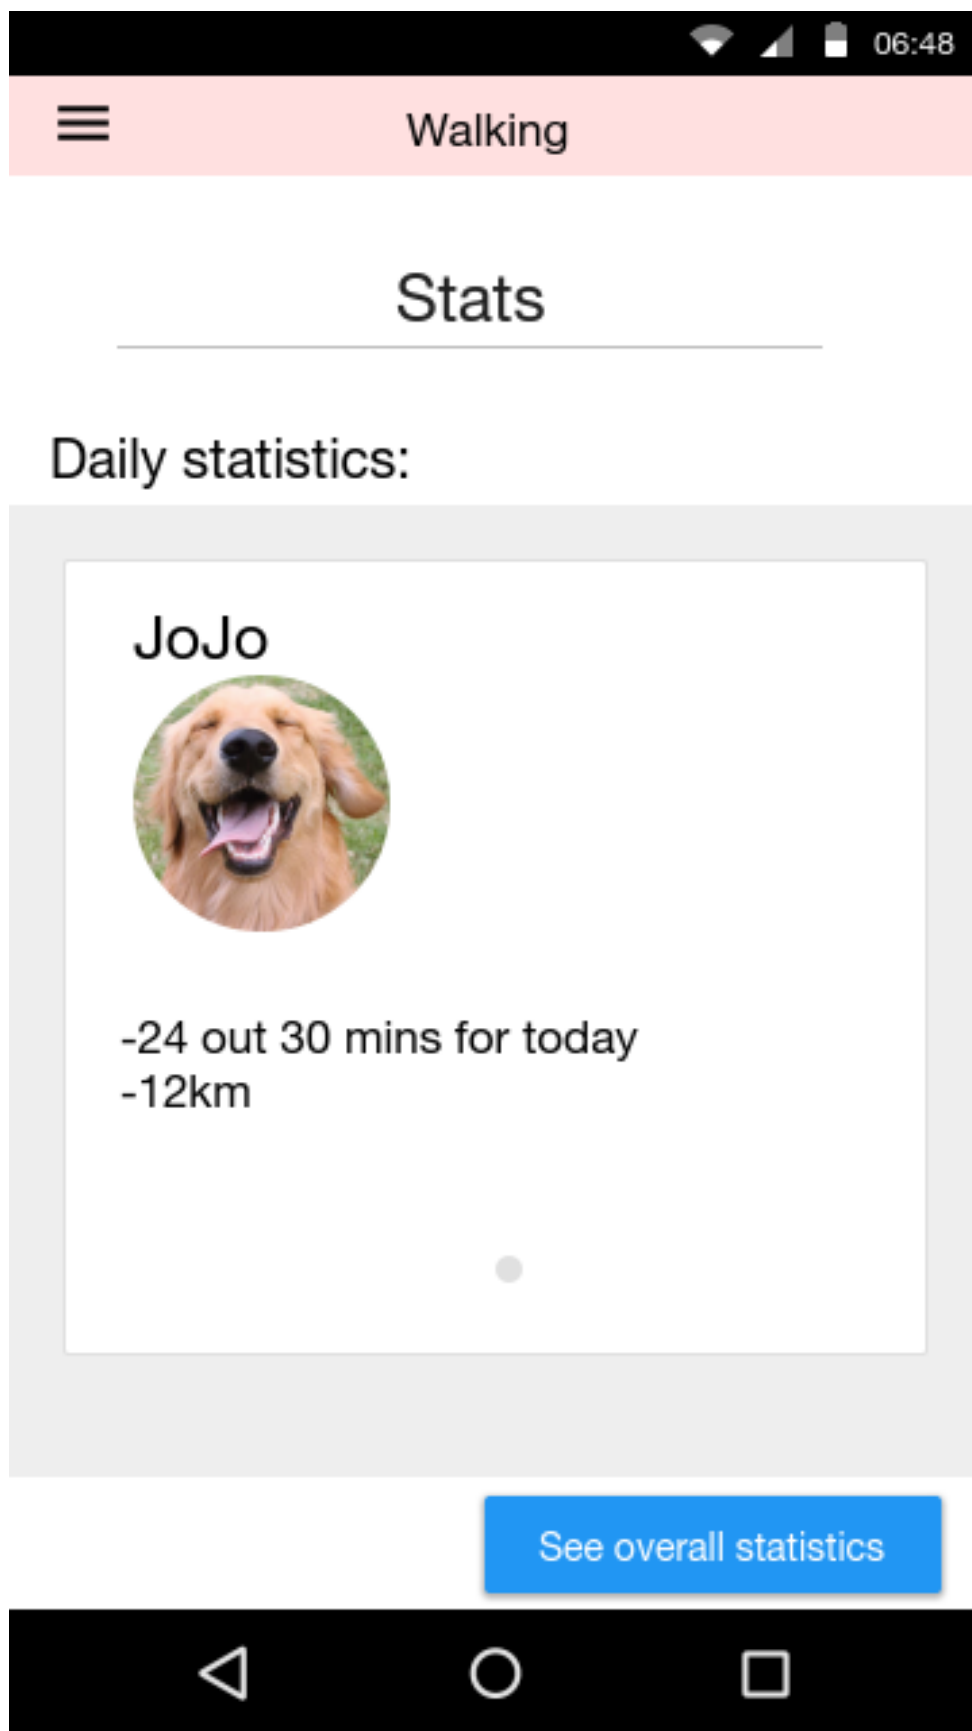 06:48
Walking
Stats
Daily statistics:
JoJo
-24 out 30 mins for today
-12km
See overall statistics